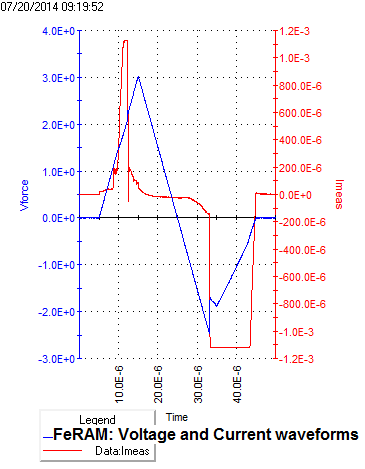 07/20/2014 09:19:52
4.0E+0
3.0E+0
2.0E+0
1.0E+0
0.0E+0
-1.0E+0
-2.0E+0
-3.0E+0
Vforce
1.2E-3
1.0E-3
800.0E-6
600.0E-6
400.0E-6
200.0E-6
0.0E+0
-200.0E-6
-400.0E-6
-600.0E-6
-800.0E-6
-1.0E-3
-1.2E-3
Imeas
10.0E-6
20.0E-6
30.0E-6
40.0E-6
Time
Legend
FeRAM: Voltage and Current waveforms
Data:Imeas